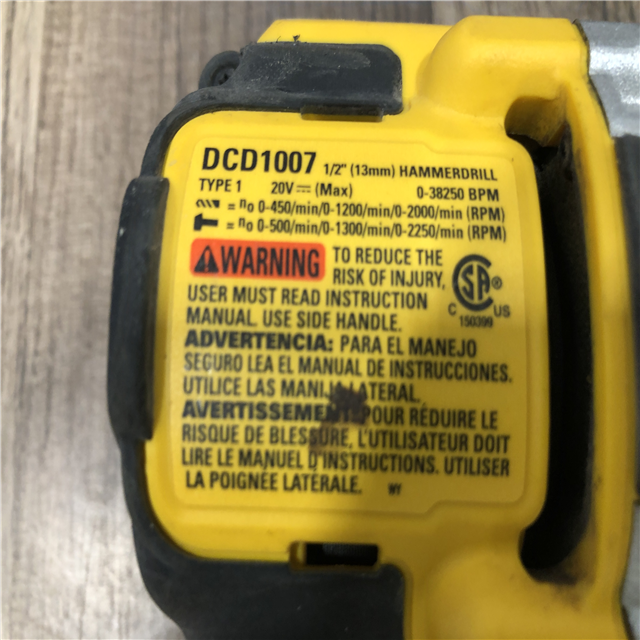 DCD1007 1/2" (13mm) HAMMERDRILL
TYPE 1 20V⎓(Max) 0-38250 BPM
= n0 0-450/min/0-1200/min/0-2000/min (RPM)
= n0 0-500/min/0-1300/min/0-2250/min (RPM)
WARNING TO REDUCE THE
RISK OF INJURY,
USER MUST READ INSTRUCTION
MANUAL. USE SIDE HANDLE.
C SA® US
150399
ADVERTENCIA: PARA EL MANEJO
SEGURO LEA EL MANUAL DE INSTRUCCIONES.
UTILICE LAS MANIJA LATERAL.
AVERTISSEMENT POUR RÉDUIRE LE
RISQUE DE BLESSURE, L'UTILISATEUR DOIT
LIRE LE MANUEL D'INSTRUCTIONS. UTILISER
LA POIGNÉE LATERALE. WY